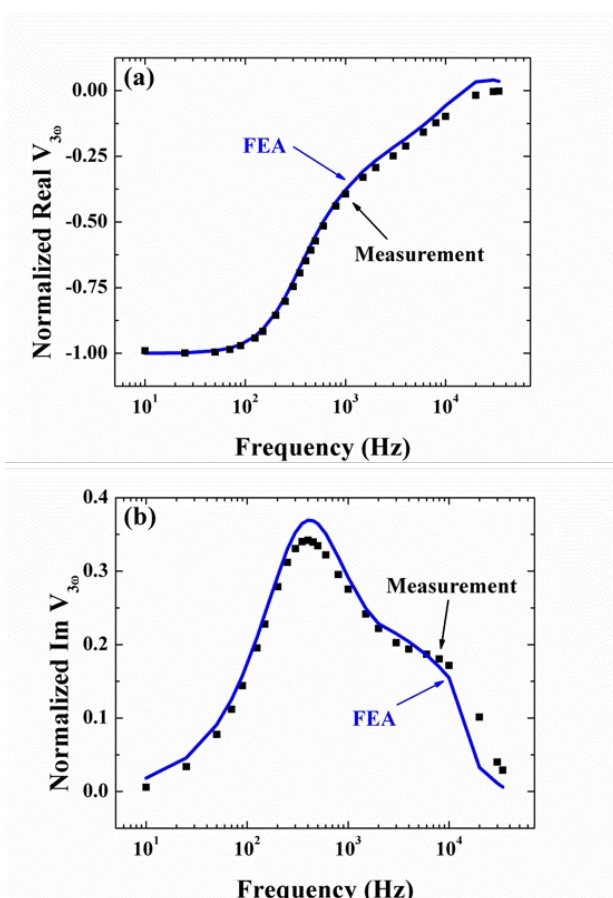 (a)
0.00
-0.25
-0.50
-0.75
-1.00
Normalized Real V3ω
FEA
Measurement
10¹ 10² 10³ 10⁴
Frequency (Hz)
(b)
0.4
0.3
0.2
0.1
0.0
Normalized Im V3ω
Measurement
FEA
10¹ 10² 10³ 10⁴
Frequency (Hz)